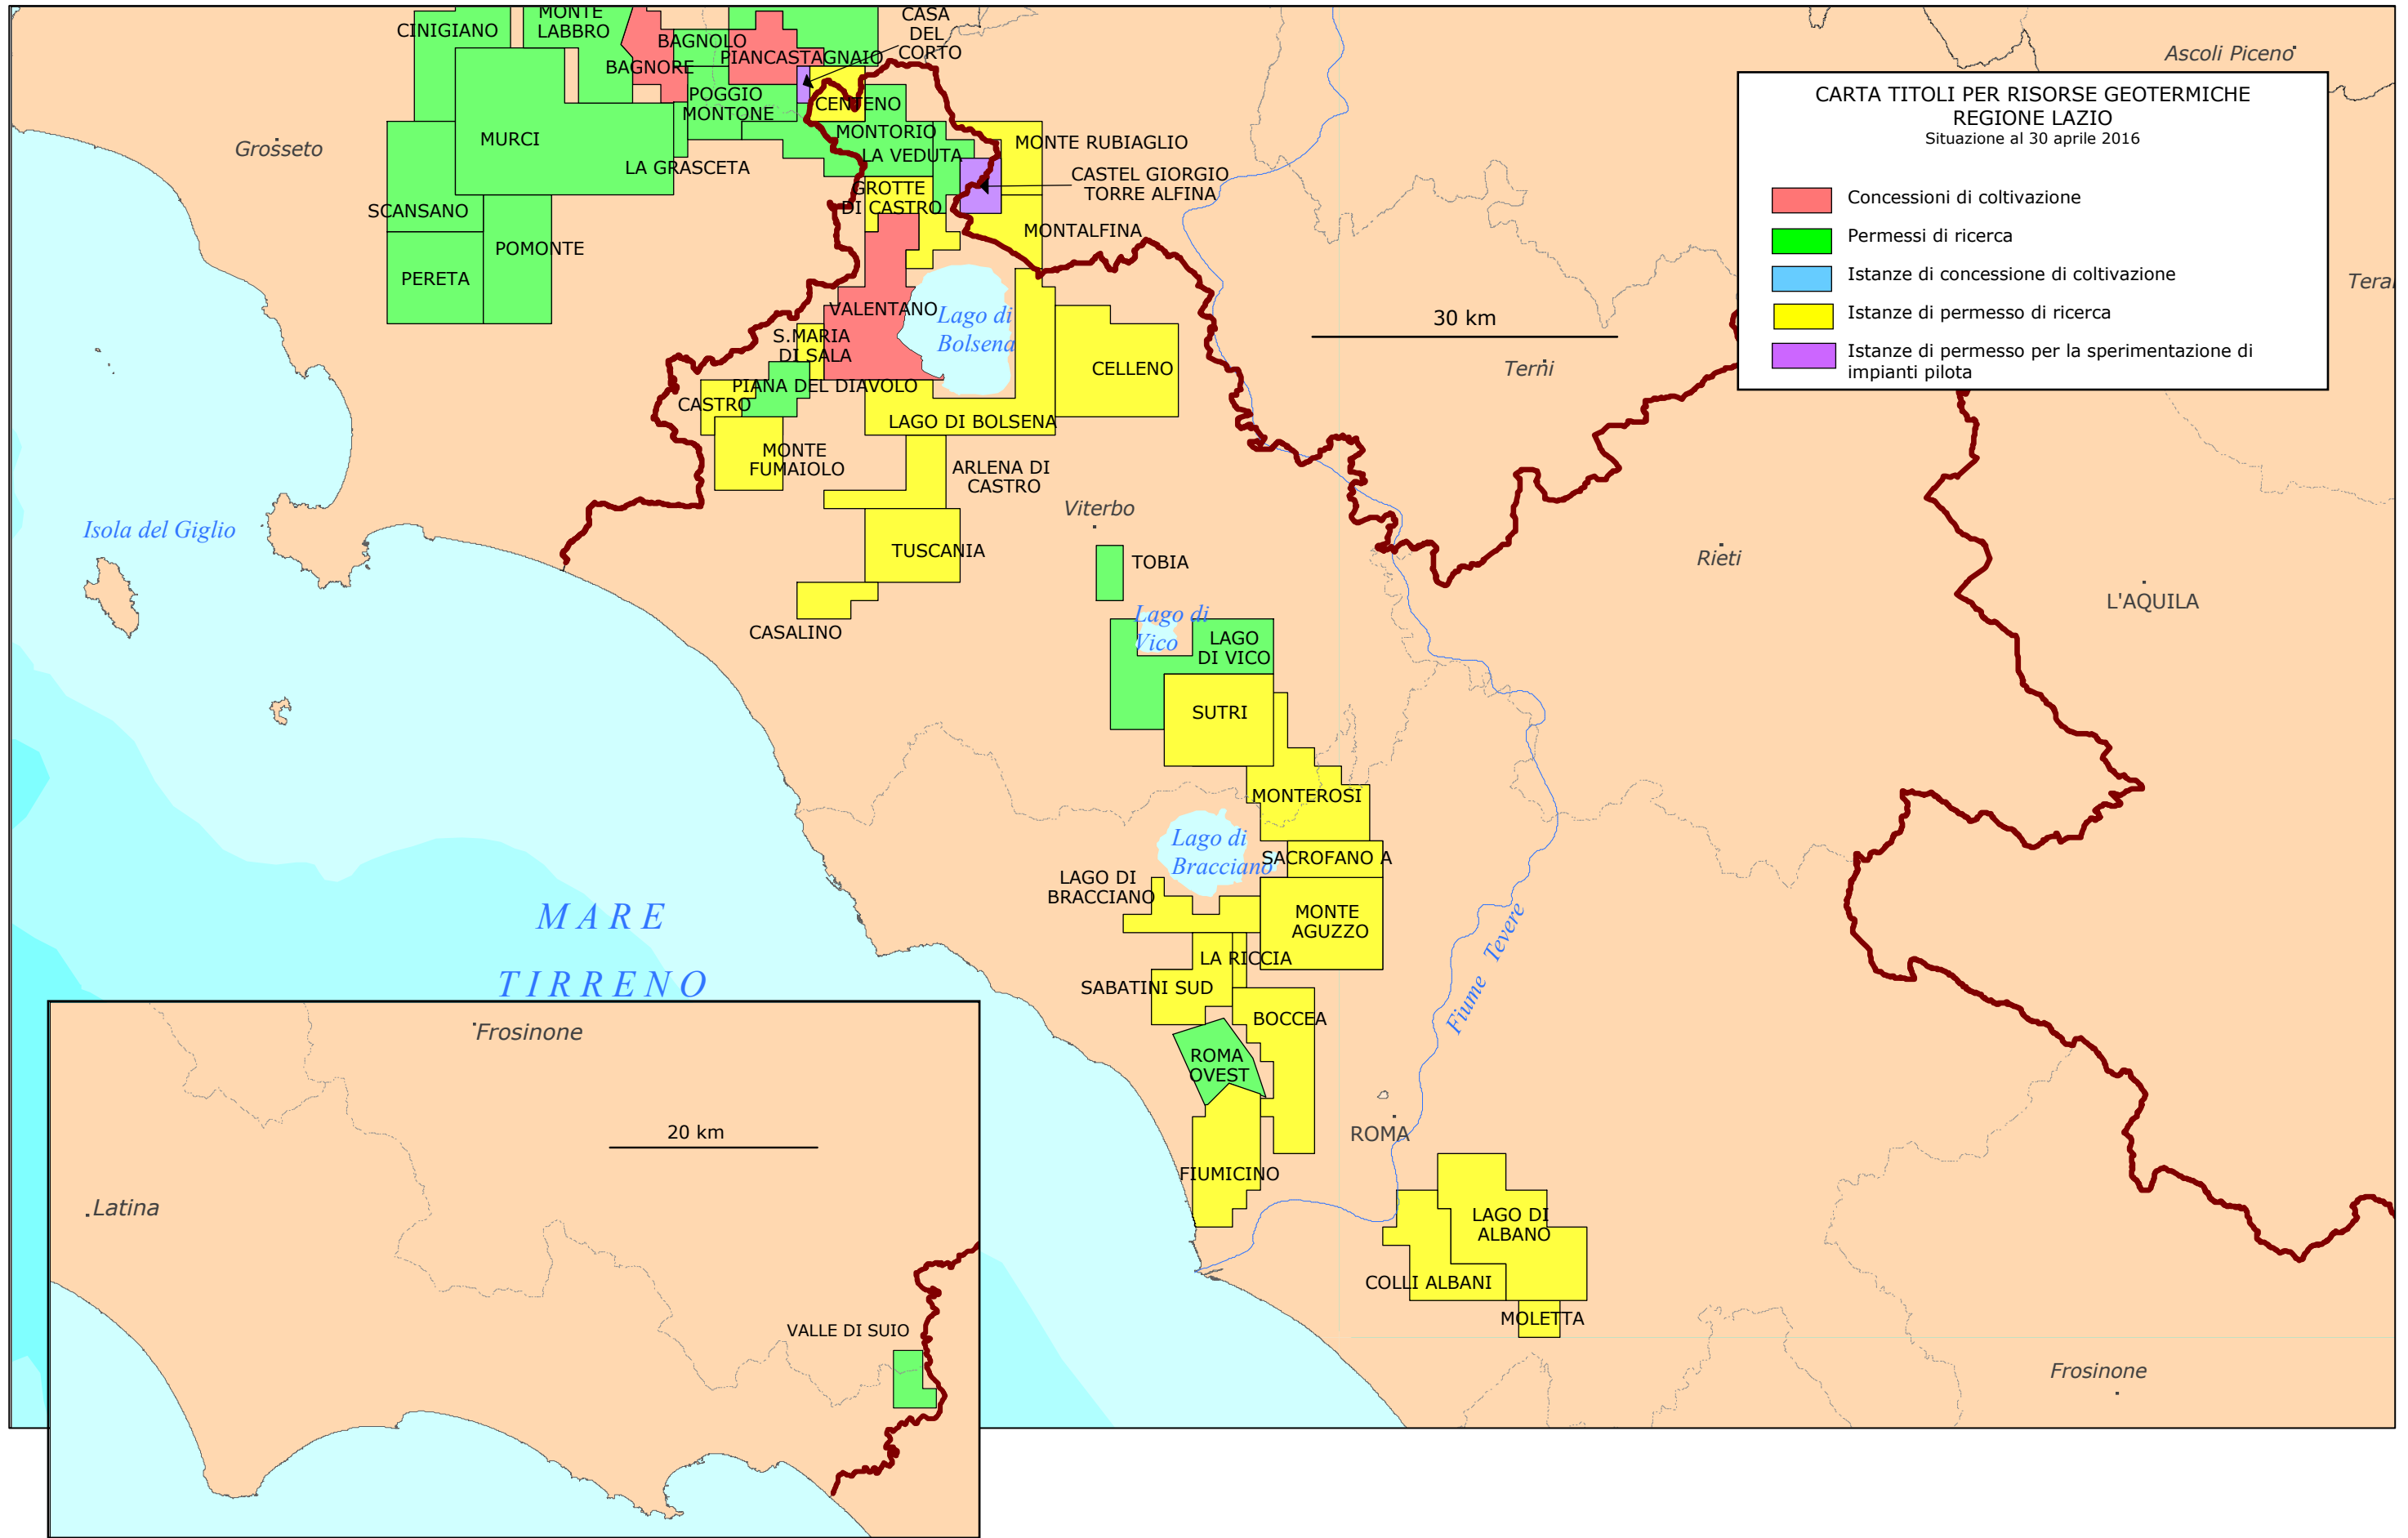 CINIGIANO
MONTE
LABBRO
BAGNOLO
BAGNORE
PIANCASTAGNAIO
CASA
DEL
CORTO
POGGIO
MONTONE
CENTENO
MURCI
Grosseto
LA GRASCETA
MONTORIO
LA VEDUTA
MONTE RUBIAGLIO
CASTEL GIORGIO
TORRE ALFINA
GROTTE
DI CASTRO
SCANSANO
POMONTE
PERETA
MONTALFINA
VALENTANO
Lago di
Bolsena
S.MARIA
DI SALA
CELLENO
PIANA DEL DIAVOLO
CASTRO
LAGO DI BOLSENA
MONTE
FUMAIOLO
ARLENA DI
CASTRO
Viterbo
TUSCANIA
TOBIA
CASALINO
Isola del Giglio
Ascoli Piceno
CARTA TITOLI PER RISORSE GEOTERMICHE
REGIONE LAZIO
Situazione al 30 aprile 2016
Concessioni di coltivazione
Permessi di ricerca
Istanze di concessione di coltivazione
Istanze di permesso di ricerca
Istanze di permesso per la sperimentazione di
impianti pilota
30 km
Terni
Rieti
L'AQUILA
Lago di
Vico
LAGO
DI VICO
SUTRI
MONTEROSI
Lago di
Bracciano
SACROFANO A
LAGO DI
BRACCIANO
MONTE
AGUZZO
LA RICCIA
SABATINI SUD
BOCCEA
ROMA
OVEST
FIUMICINO
Fiume Tevere
ROMA
LAGO DI
ALBANO
COLLI ALBANI
MOLETTA
Frosinone
MARE
TIRRENO
Frosinone
20 km
Latina
VALLE DI SUIO